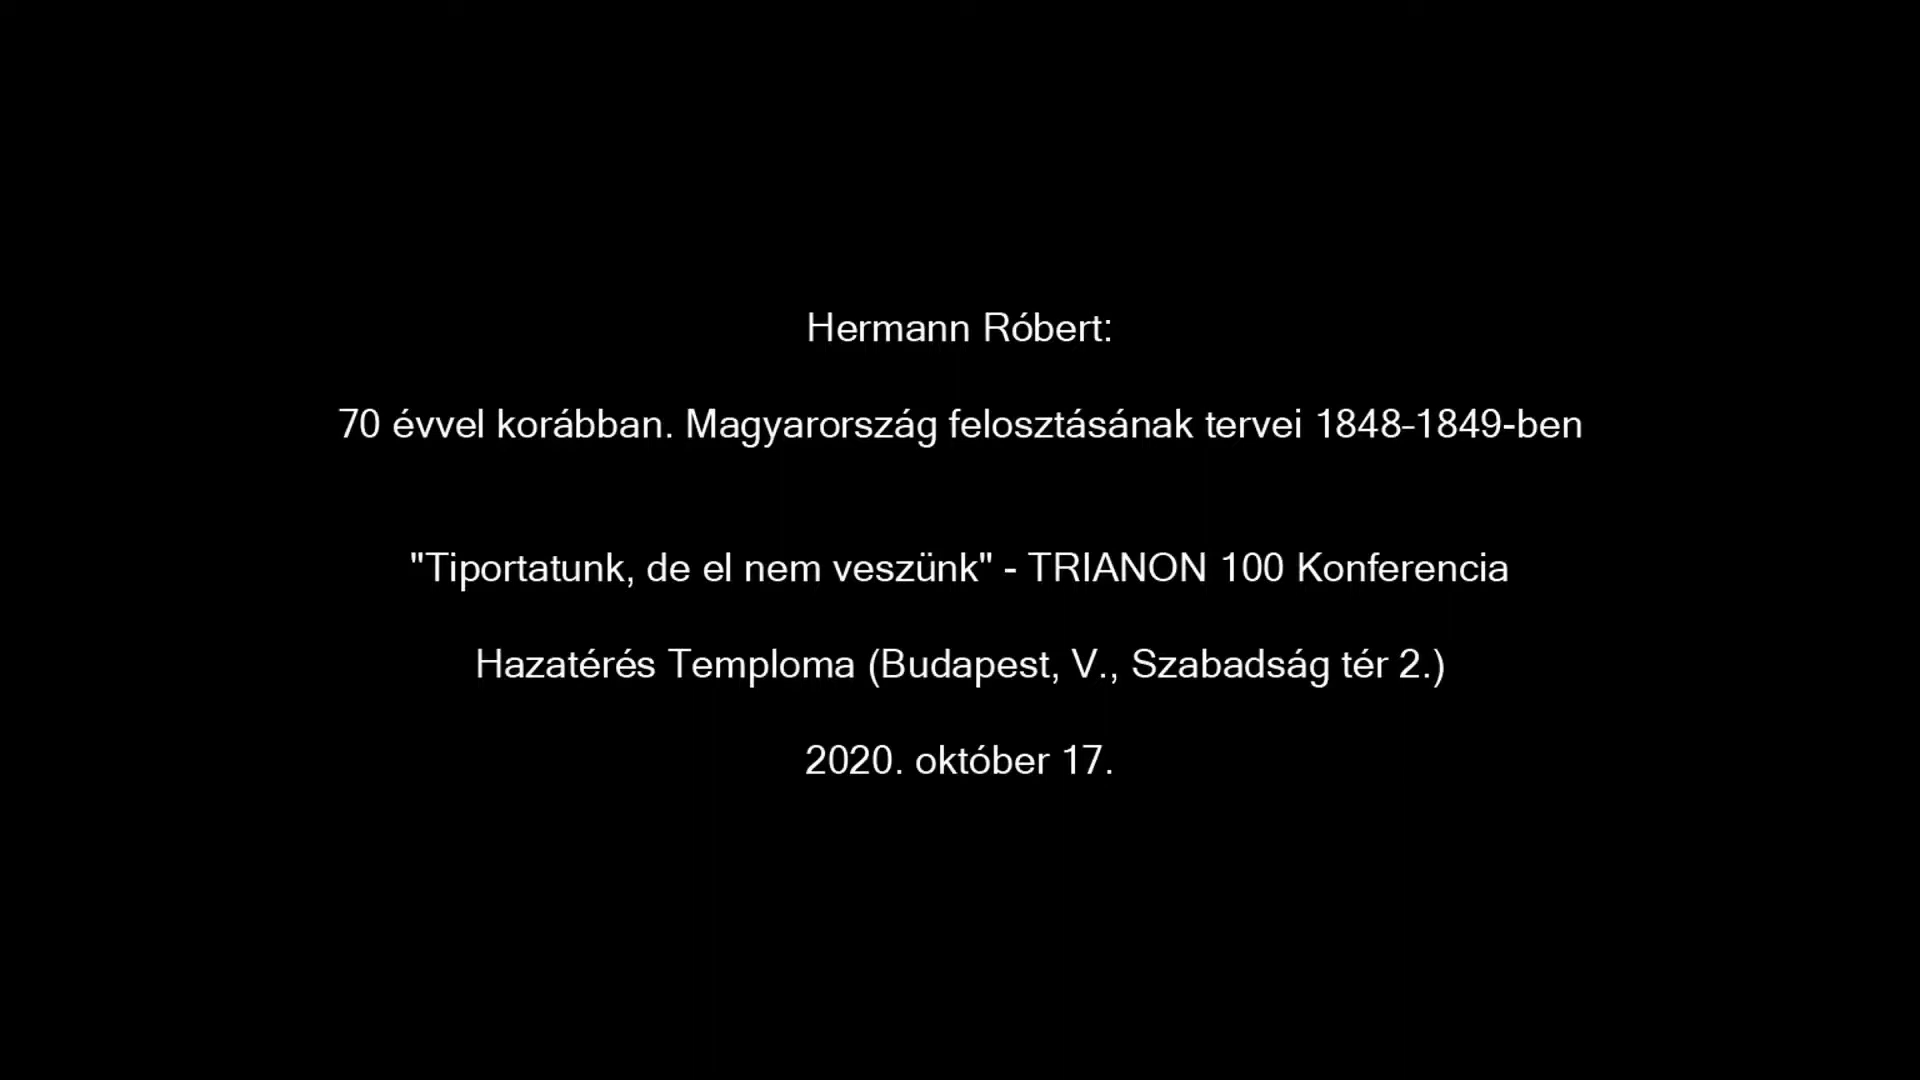 Hermann Róbert:
70 évvel korábban. Magyarország felosztásának tervei 1848–1849-ben
"Tiportatunk, de el nem veszünk" - TRIANON 100 Konferencia
Hazatérés Temploma (Budapest, V., Szabadság tér 2.)
2020. október 17.